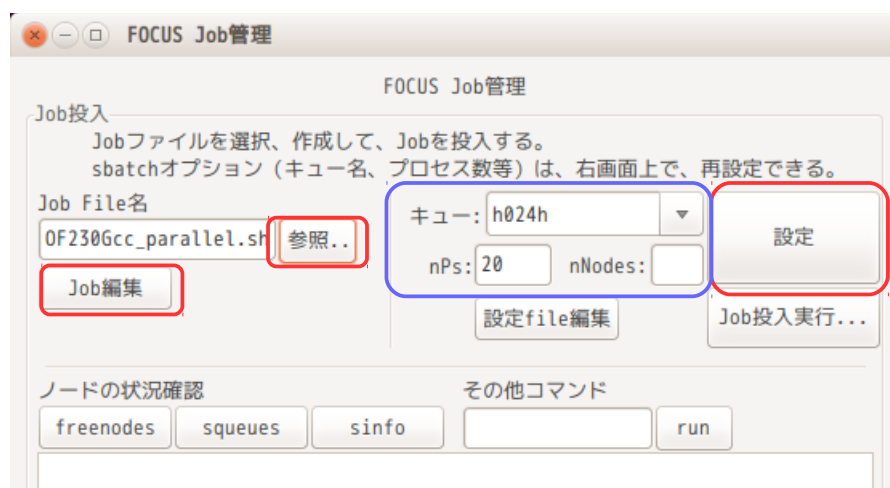 FOCUS Job管理
FOCUS Job管理
Job投入
Jobファイルを選択、作成して、Jobを投入する。
sbatchオプション(キュー名、プロセス数等)は、右画面上で、再設定できる。
Job File名
OF230Gcc_parallel.sh 参照..
Job編集
キュー: h024h
nPs: 20 nNodes:
設定
設定file編集
Job投入実行...
ノードの状況確認
freenodes squeues sinfo
その他コマンド
run